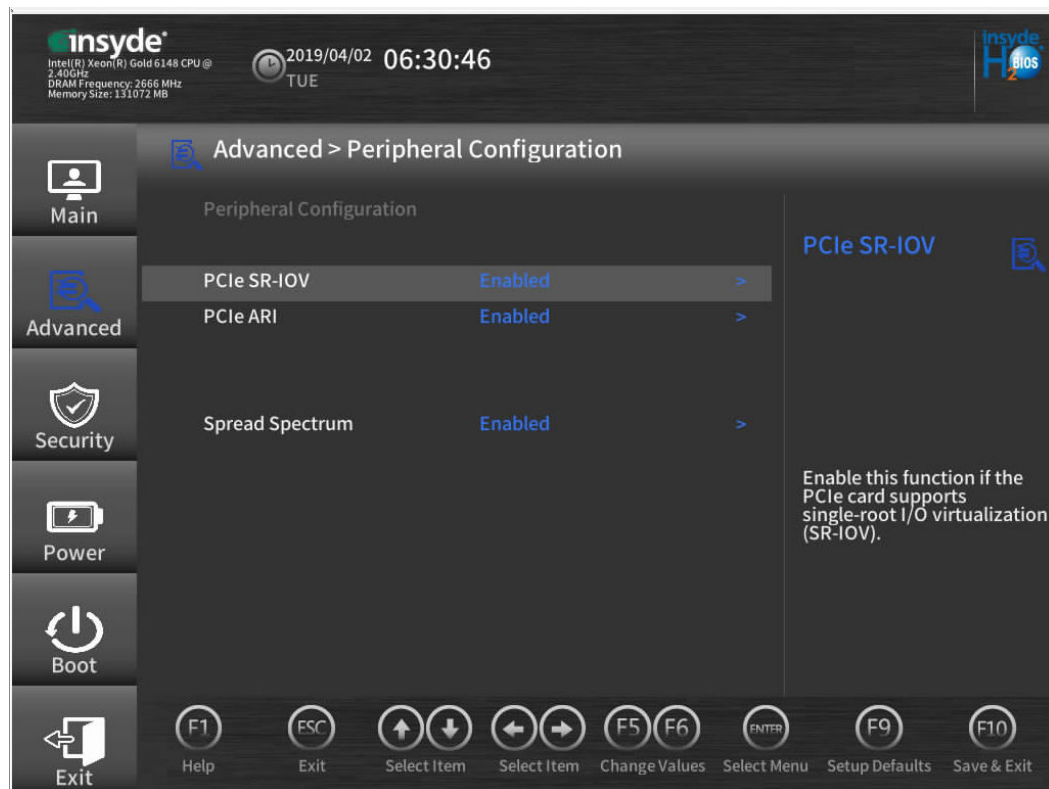 insyde
Intel(R) Xeon(R) Gold 6148 CPU @
2.40GHz
DRAM Frequency: 2666 MHz
Memory Size: 131072 MB
2019/04/02 06:30:46
TUE
insyde
H2
BIOS
Main
Advanced
Security
Power
Boot
Exit
Advanced > Peripheral Configuration
Peripheral Configuration
PCIe SR-IOV Enabled >
PCIe ARI Enabled >
Spread Spectrum Enabled >
PCIe SR-IOV
Enable this function if the
PCIe card supports
single-root I/O virtualization
(SR-IOV).
F1 ESC F5 F6 ENTER F9 F10
Help Exit Select Item Select Item Change Values Select Menu Setup Defaults Save & Exit